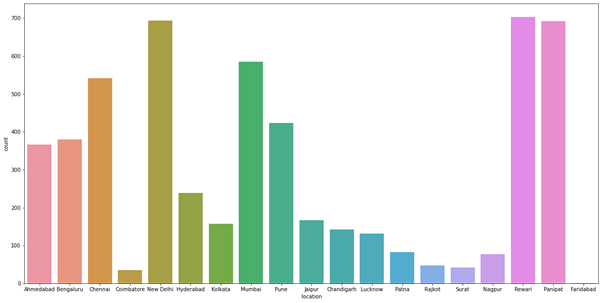 700
600
500
400
300
200
100
0
count
Ahmedabad Bengaluru Chennai Coimbatore New Delhi Hyderabad Kolkata Mumbai Pune Jaipur Chandigarh Lucknow Patna Rajkot Surat Nagpur Rewari Panipat Faridabad
location